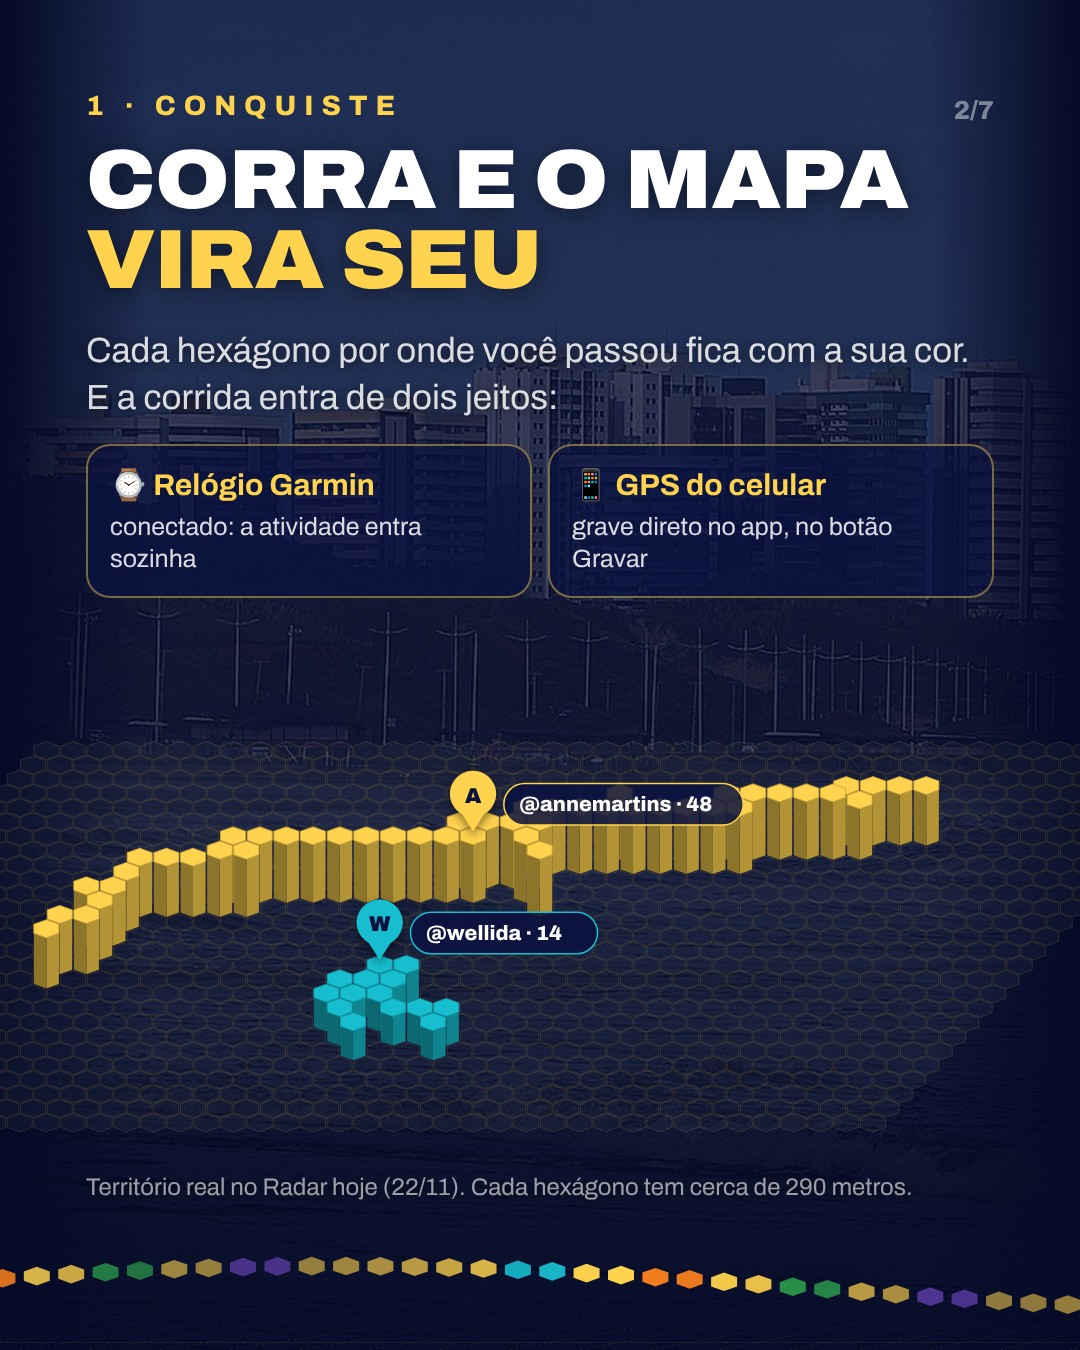 1 · CONQUISTE
2/7
CORRA E O MAPA
VIRA SEU
Cada hexágono por onde você passou fica com a sua cor.
E a corrida entra de dois jeitos:
⌚ Relógio Garmin
conectado: a atividade entra
sozinha
📱 GPS do celular
grave direto no app, no botão
Gravar
A
@annemartins · 48
W
@wellida · 14
Território real no Radar hoje (22/11). Cada hexágono tem cerca de 290 metros.